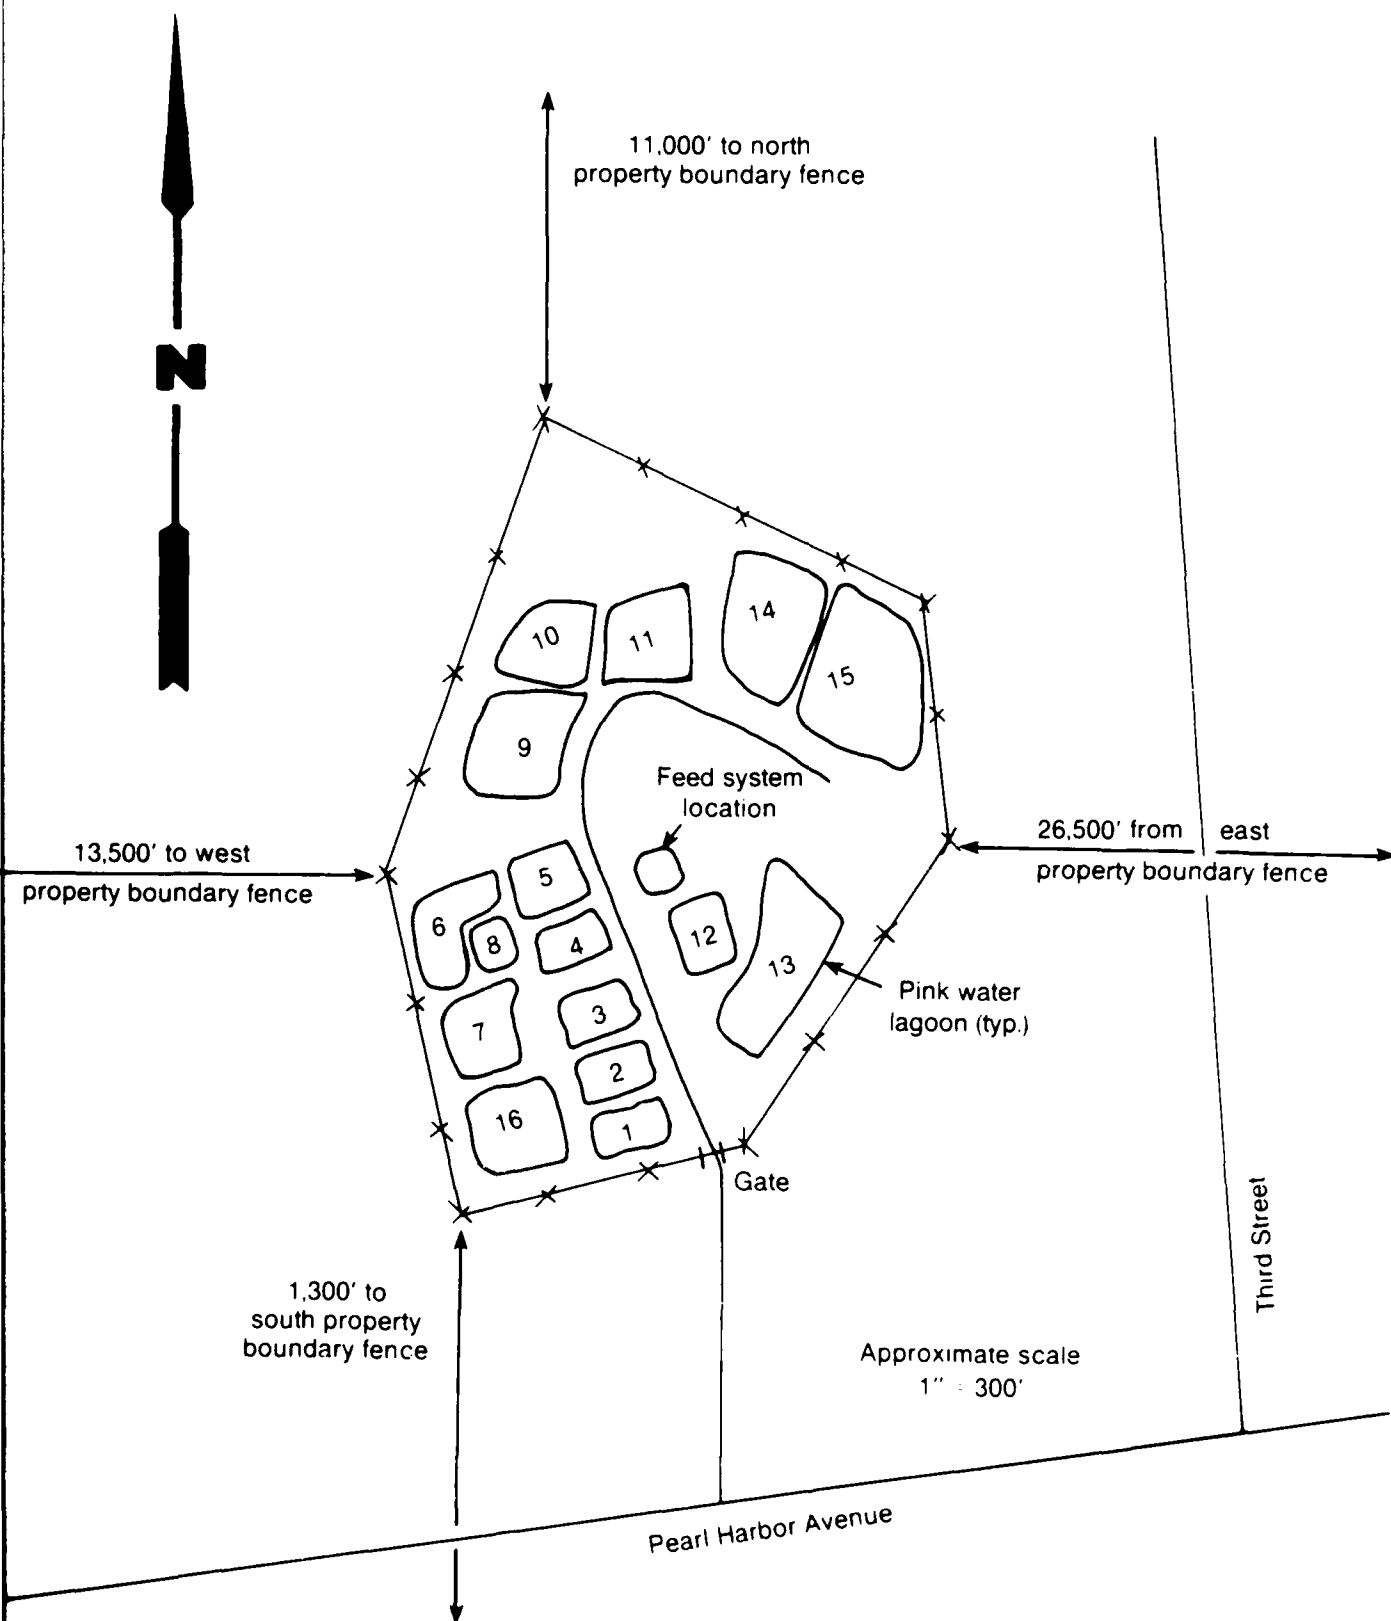 11,000' to north
property boundary fence
N
14
10
11
15
9
Feed system
location
26,500' from east
property boundary fence
13,500' to west
property boundary fence
5
6
8
4
12
13
Pink water
lagoon (typ.)
3
7
2
16
1
Gate
Third Street
1,300' to
south property
boundary fence
Approximate scale
1" = 300'
Pearl Harbor Avenue